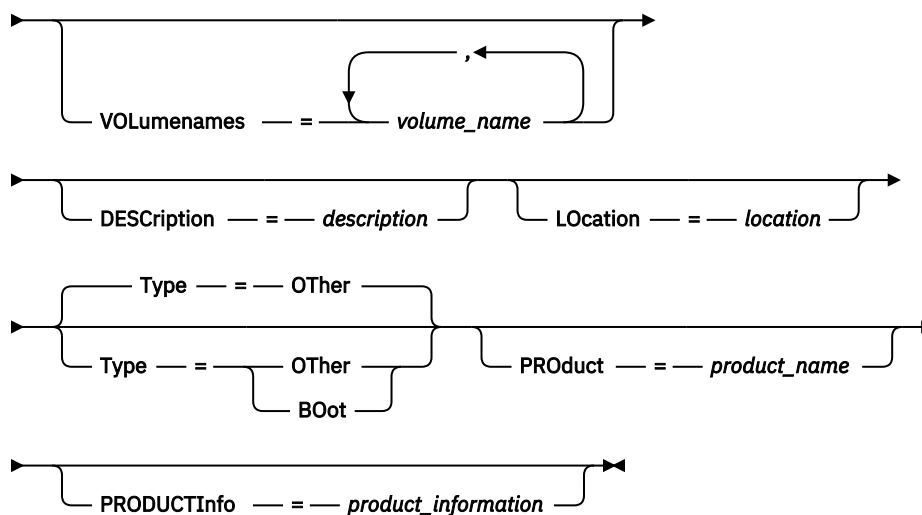 ,
VOLumenames = volume_name
DESCription = description LOcation = location
Type = OTher
Type = OTher PROduct = product_name
BOot
PRODUCTInfo = product_information